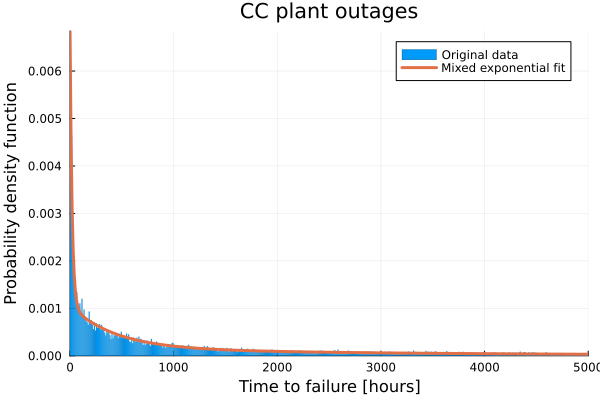 CC plant outages
Original data
Mixed exponential fit
Probability density function
0.006
0.005
0.004
0.003
0.002
0.001
0.000
0 1000 2000 3000 4000 5000
Time to failure [hours]